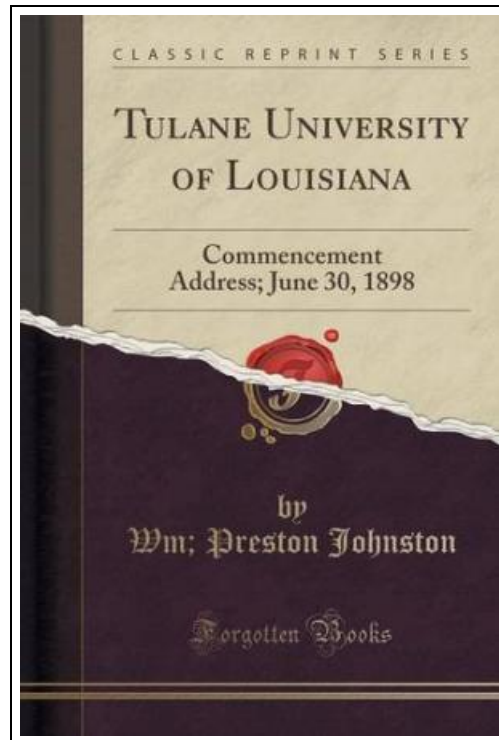 CLASSIC REPRINT SERIES
TULANE UNIVERSITY
OF LOUISIANA
Commencement
Address; June 30, 1898
by
Wm; Preston Johnston
Forgotten Books